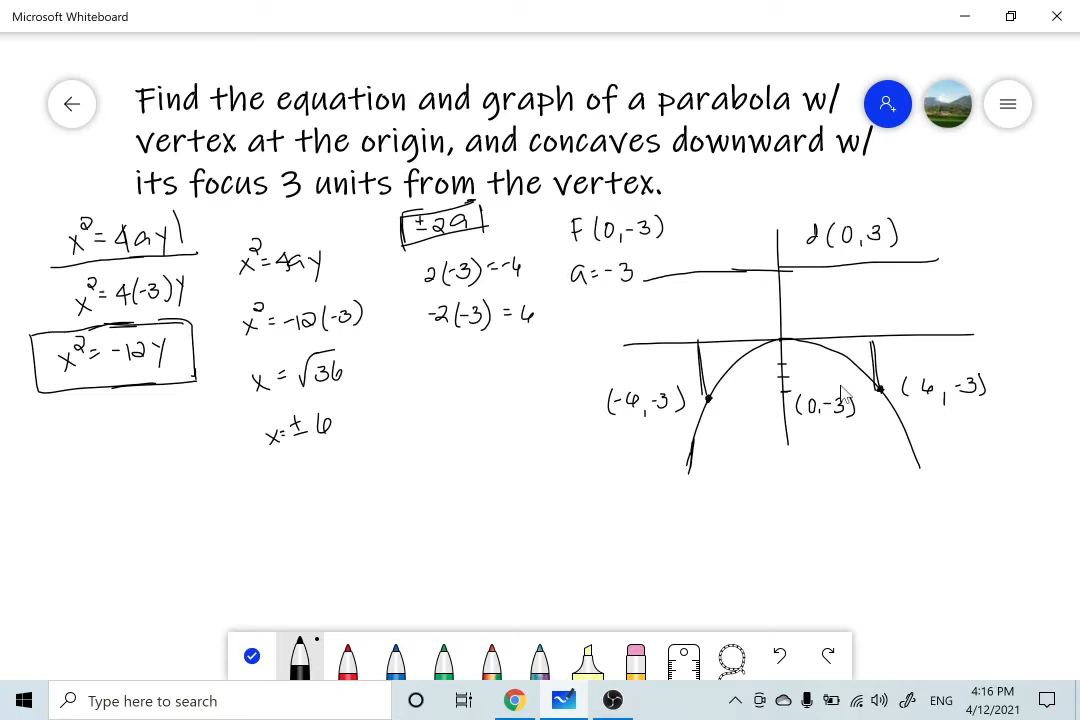 Microsoft Whiteboard
Find the equation and graph of a parabola w/
vertex at the origin, and concaves downward w/
its focus 3 units from the vertex.
x² = 4ay
x² = 4(-3)y
x² = -12y
x² = 4ay
x² = -12(-3)
x = √36
x = ± 6
± 2a
2(-3) = -6
-2(-3) = 6
F(0,-3)
a = -3
d(0,3)
(-6,-3)
(0,-3)
(6,-3)
Type here to search
ENG
4:16 PM
4/12/2021